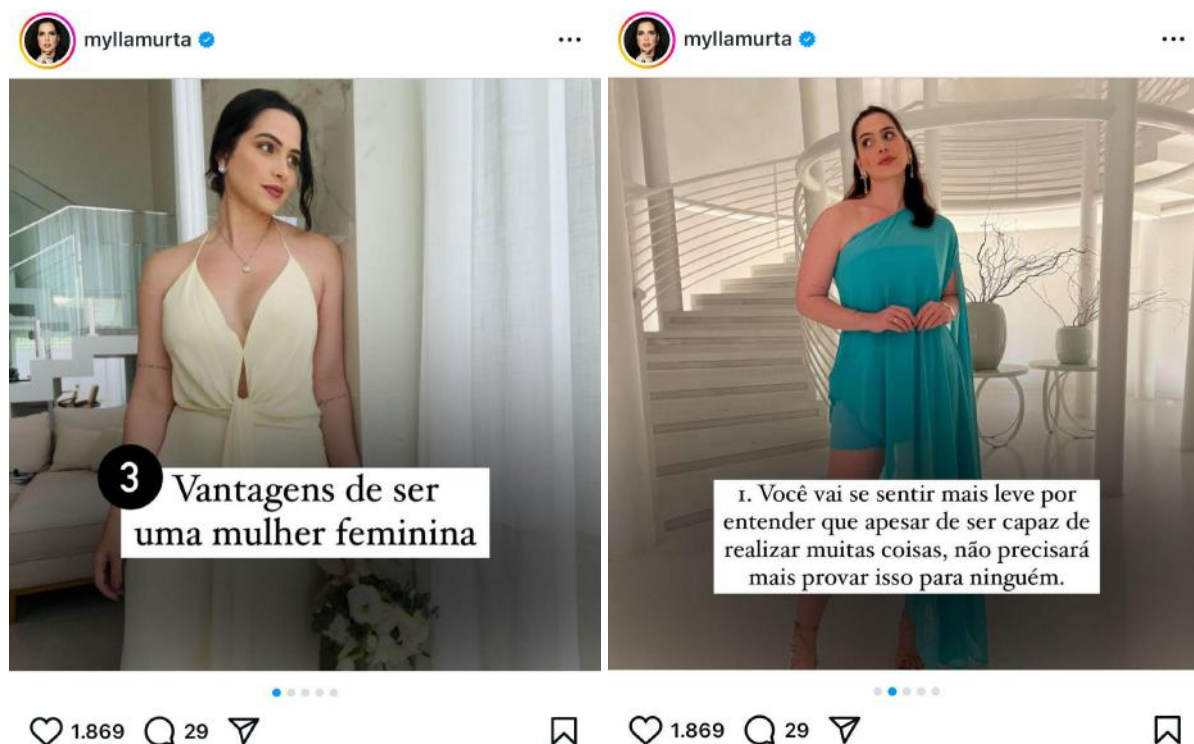 myllamurta
3
Vantagens de ser
uma mulher feminina
1.869
29
myllamurta
1. Você vai se sentir mais leve por
entender que apesar de ser capaz de
realizar muitas coisas, não precisará
mais provar isso para ninguém.
1.869
29